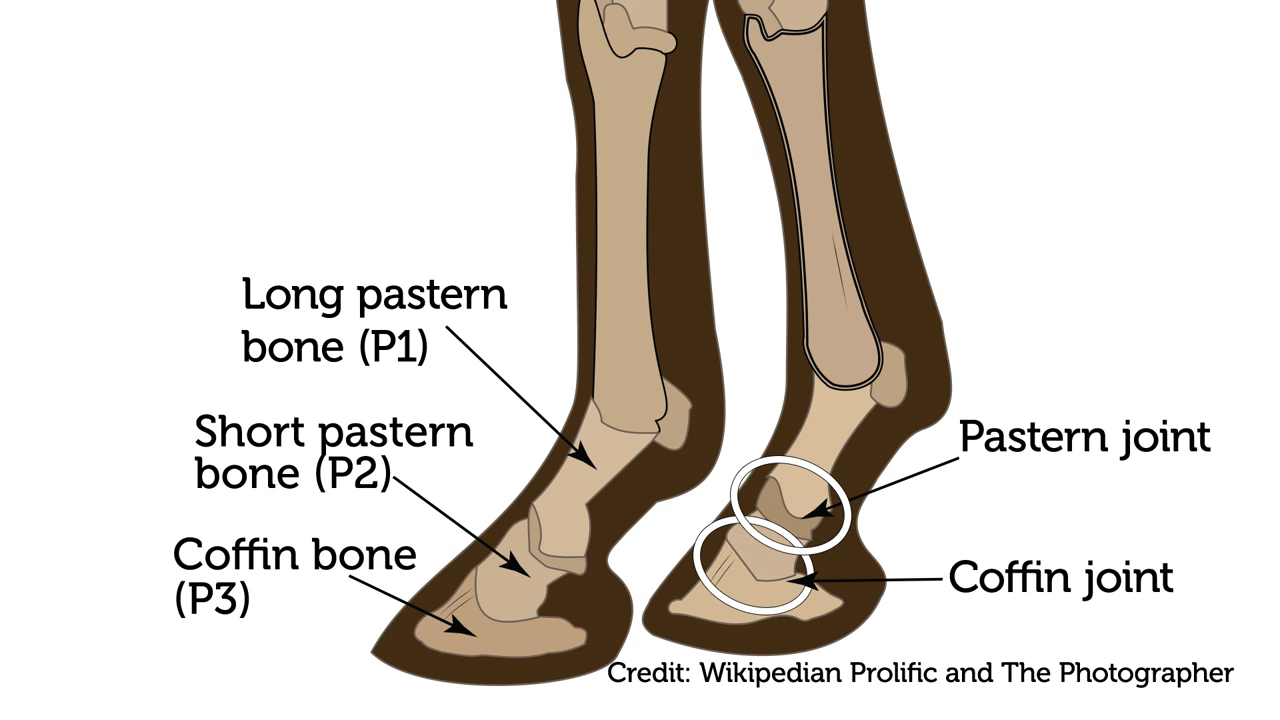 Long pastern
bone (P1)
Short pastern
bone (P2)
Coffin bone
(P3)
Pastern joint
Coffin joint
Credit: Wikipedian Prolific and The Photographer